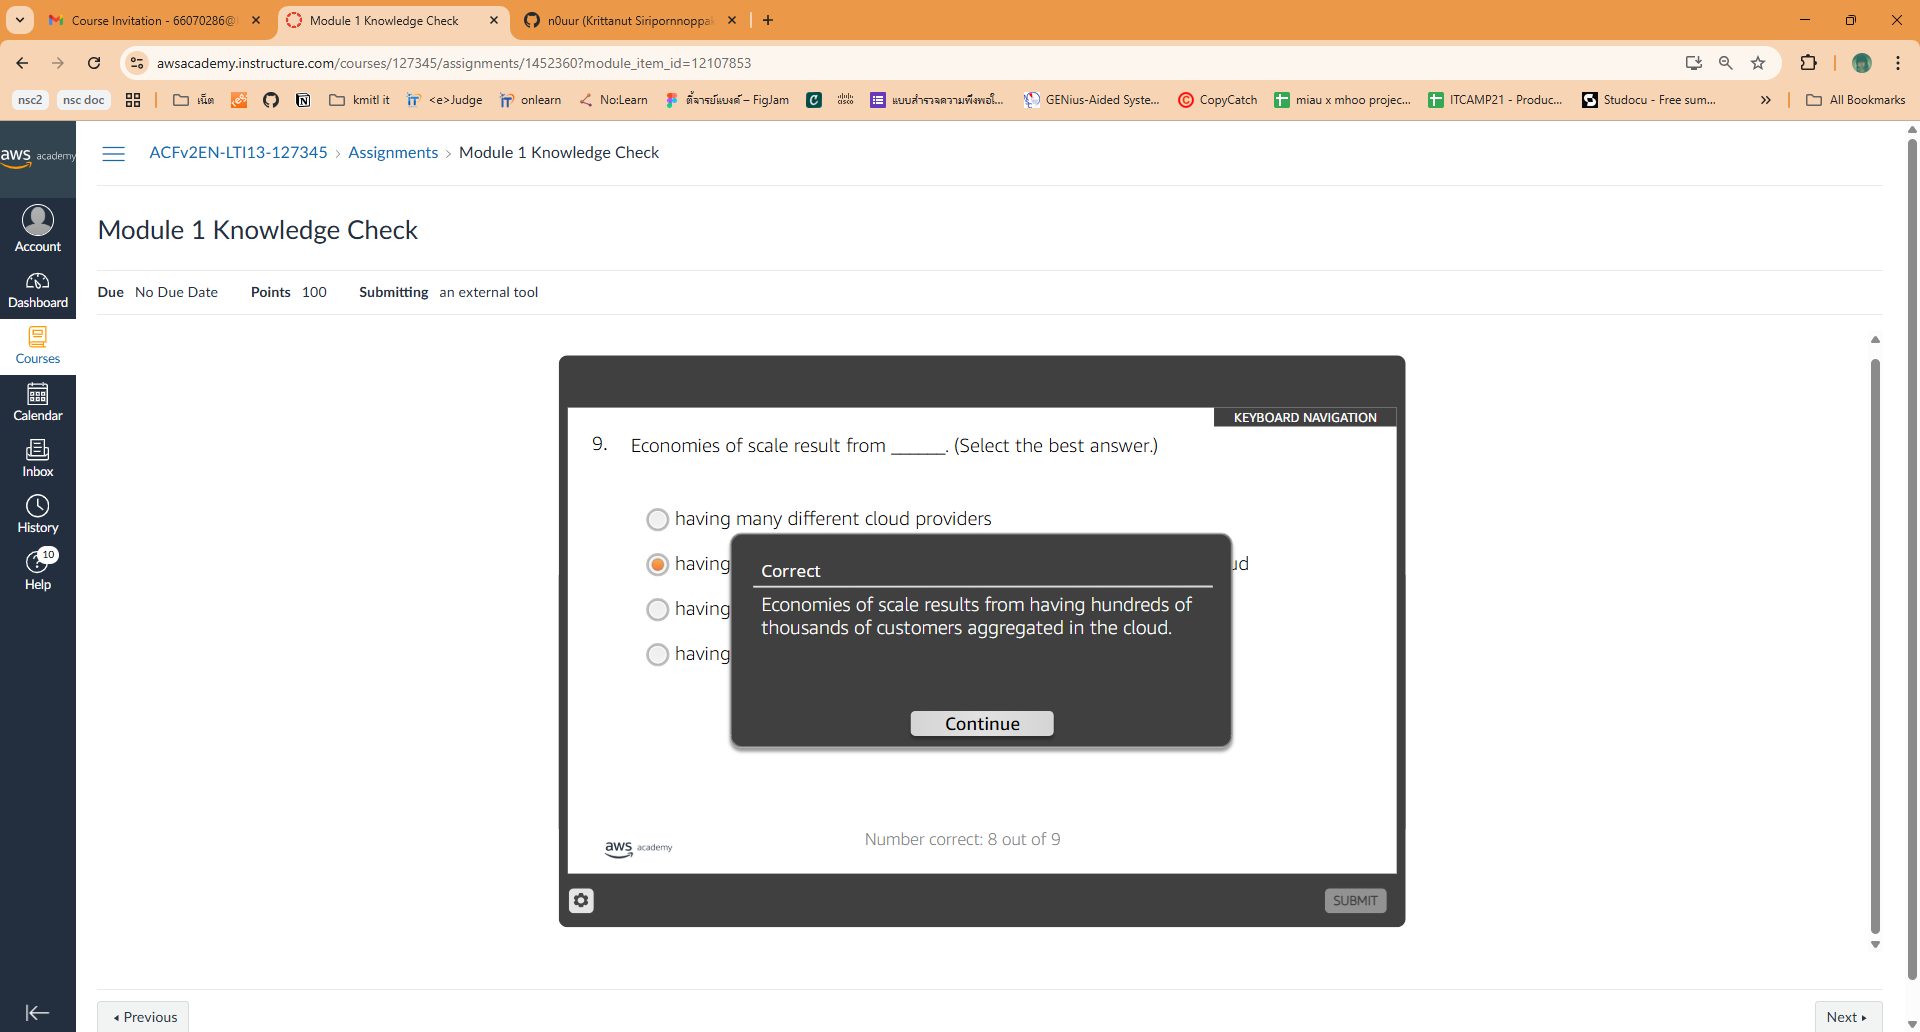 Course Invitation - 66070286@
Module 1 Knowledge Check
n0uur (Krittanut Siripornnoppa
awsacademy.instructure.com/courses/127345/assignments/1452360?module_item_id=12107853
nsc2
nsc doc
เน็ต
kmitl it
<e>Judge
onlearn
No:Learn
ติ้จารย์แบงค์ – FigJam
แบบสำรวจความพึงพอใ...
GENius-Aided Syste...
CopyCatch
miau x mhoo projec...
ITCAMP21 - Produc...
Studocu - Free sum...
All Bookmarks
aws academy
ACFv2EN-LTI13-127345 › Assignments › Module 1 Knowledge Check
Module 1 Knowledge Check
Due No Due Date Points 100 Submitting an external tool
Account
Dashboard
Courses
Calendar
Inbox
History
10
Help
KEYBOARD NAVIGATION
9. Economies of scale result from ______. (Select the best answer.)
having many different cloud providers
having
ud
having
having
Correct
Economies of scale results from having hundreds of
thousands of customers aggregated in the cloud.
Continue
Number correct: 8 out of 9
aws academy
SUBMIT
Previous
Next